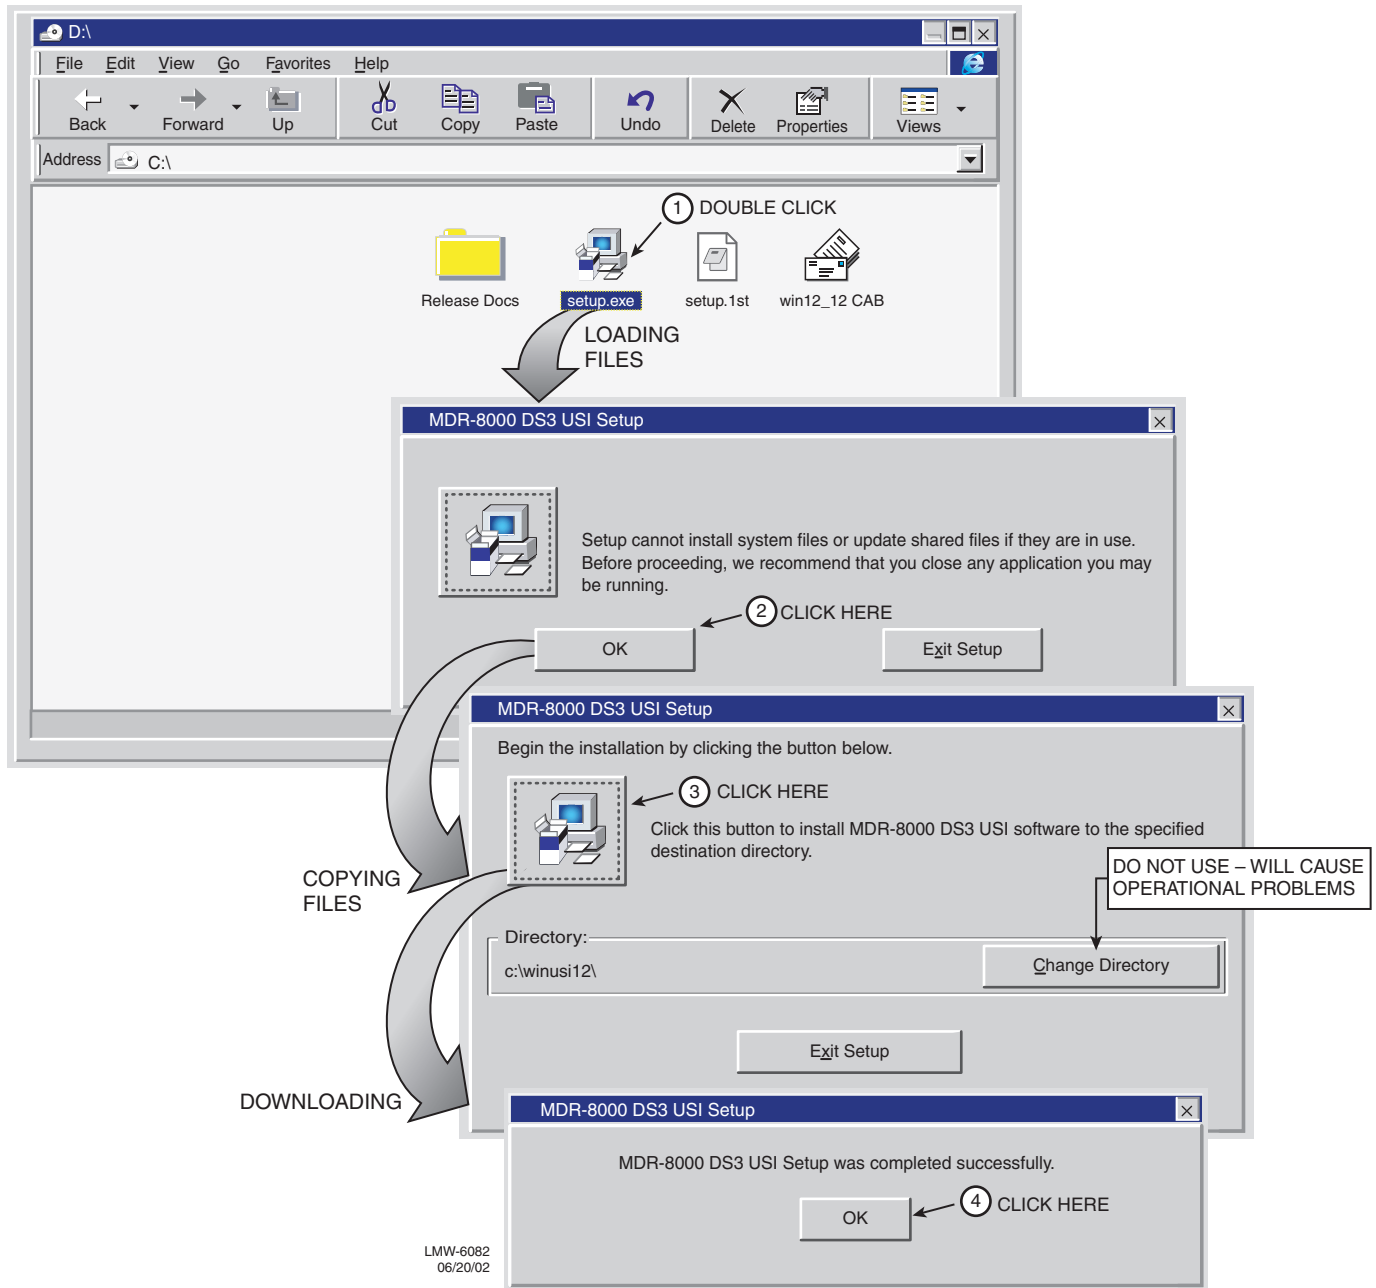 D:\
File Edit View Go Favorites Help
Back Forward Up Cut Copy Paste Undo Delete Properties Views
Address C:\
1 DOUBLE CLICK
Release Docs setup.exe setup.1st win12_12 CAB
LOADING
FILES
MDR-8000 DS3 USI Setup
Setup cannot install system files or update shared files if they are in use.
Before proceeding, we recommend that you close any application you may
be running.
2 CLICK HERE
OK Exit Setup
MDR-8000 DS3 USI Setup
Begin the installation by clicking the button below.
3 CLICK HERE
Click this button to install MDR-8000 DS3 USI software to the specified
destination directory.
COPYING
FILES
DO NOT USE – WILL CAUSE
OPERATIONAL PROBLEMS
Directory:
c:\winusi12\
Change Directory
Exit Setup
DOWNLOADING
MDR-8000 DS3 USI Setup
MDR-8000 DS3 USI Setup was completed successfully.
4 CLICK HERE
OK
LMW-6082
06/20/02